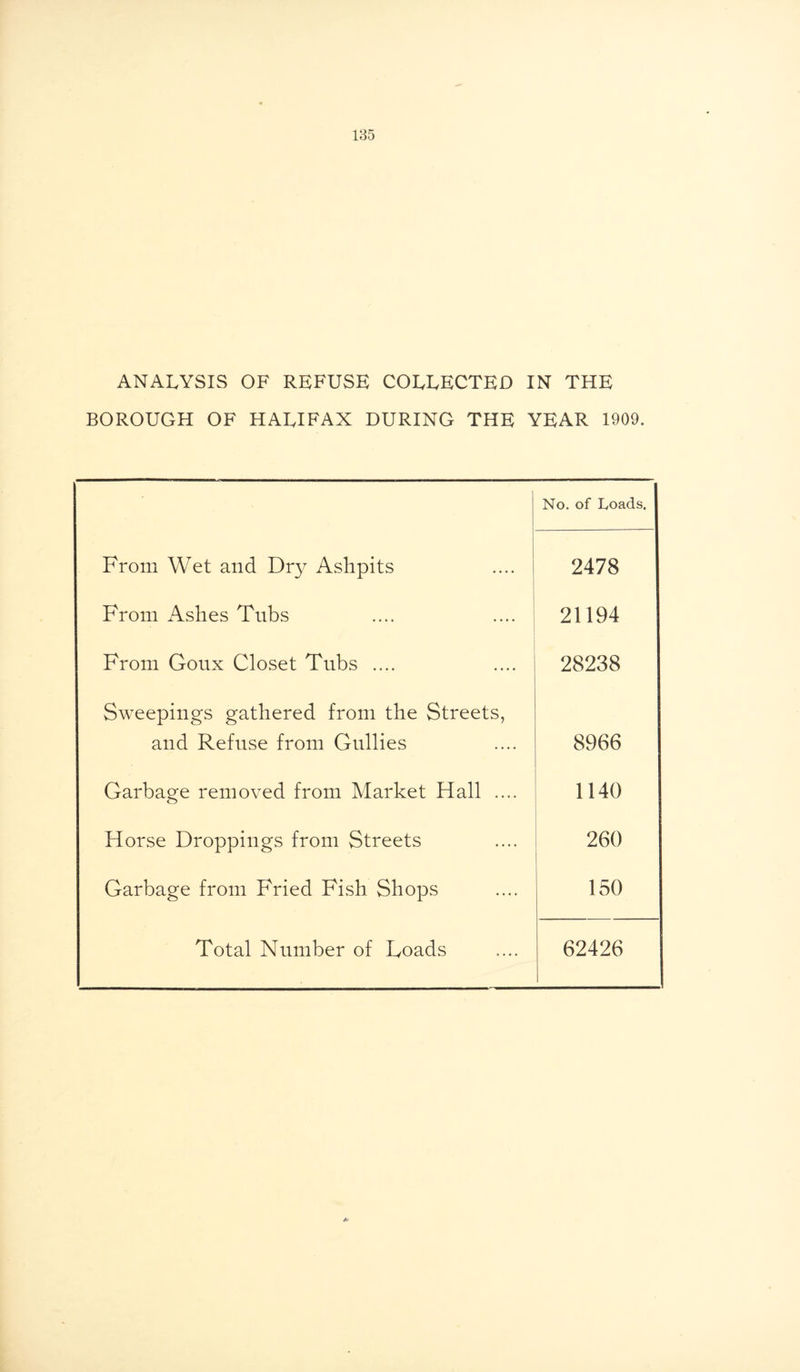 135
ANALYSIS OF REFUSE COLLECTED IN THE
BOROUGH OF HALIFAX DURING THE YEAR 1909.
No. of Loads.
From Wet and Dry Ashpits .... 2478
From Ashes Tubs .... .... 21194
From Goux Closet Tubs .... .... 28238
Sweepings gathered from the Streets,
and Refuse from Gullies .... 8966
Garbage removed from Market Hall .... 1140
Horse Droppings from Streets .... 260
Garbage from Fried Fish Shops .... 150
Total Number of Loads .... 62426